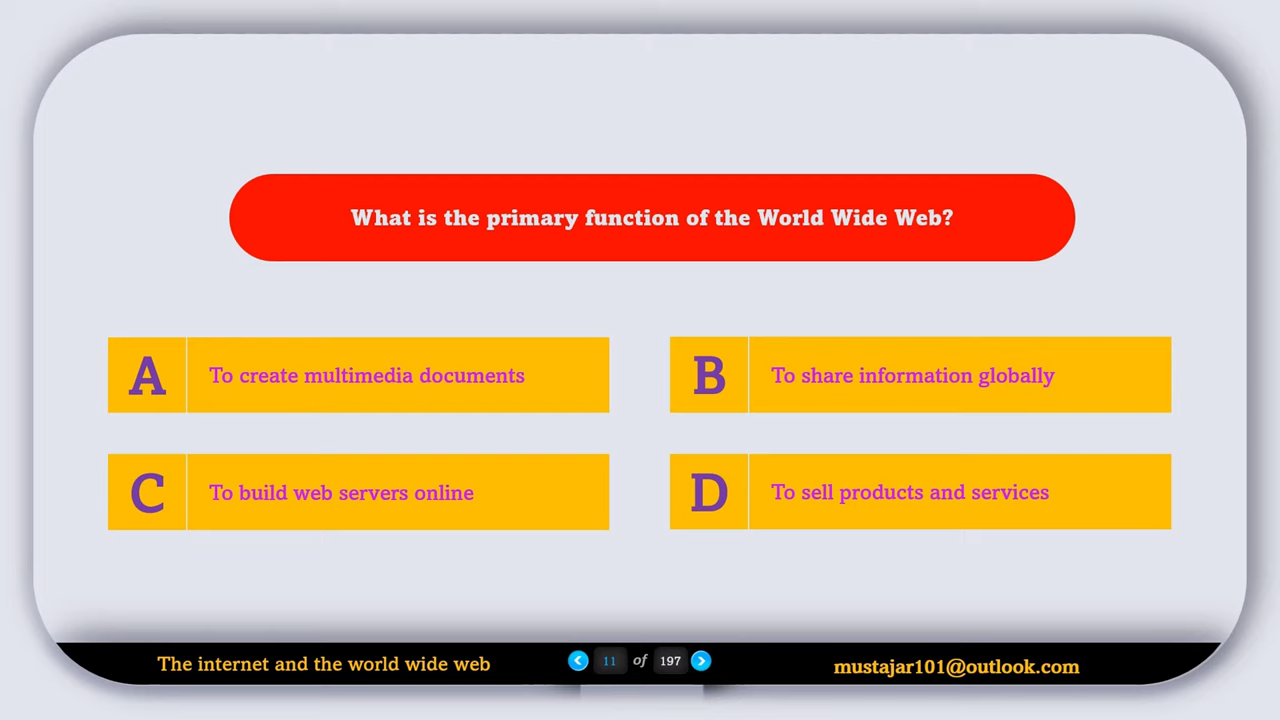 What is the primary function of the World Wide Web?
A To create multimedia documents
B To share information globally
C To build web servers online
D To sell products and services
The internet and the world wide web
11 of 197
mustajar101@outlook.com